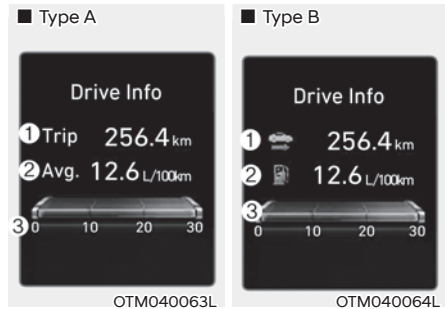 ■ Type A
Drive Info
① Trip 256.4 km
② Avg. 12.6 L/100km
③
0 10 20 30
OTM040063L
■ Type B
Drive Info
① 256.4 km
② 12.6 L/100km
③
0 10 20 30
OTM040064L